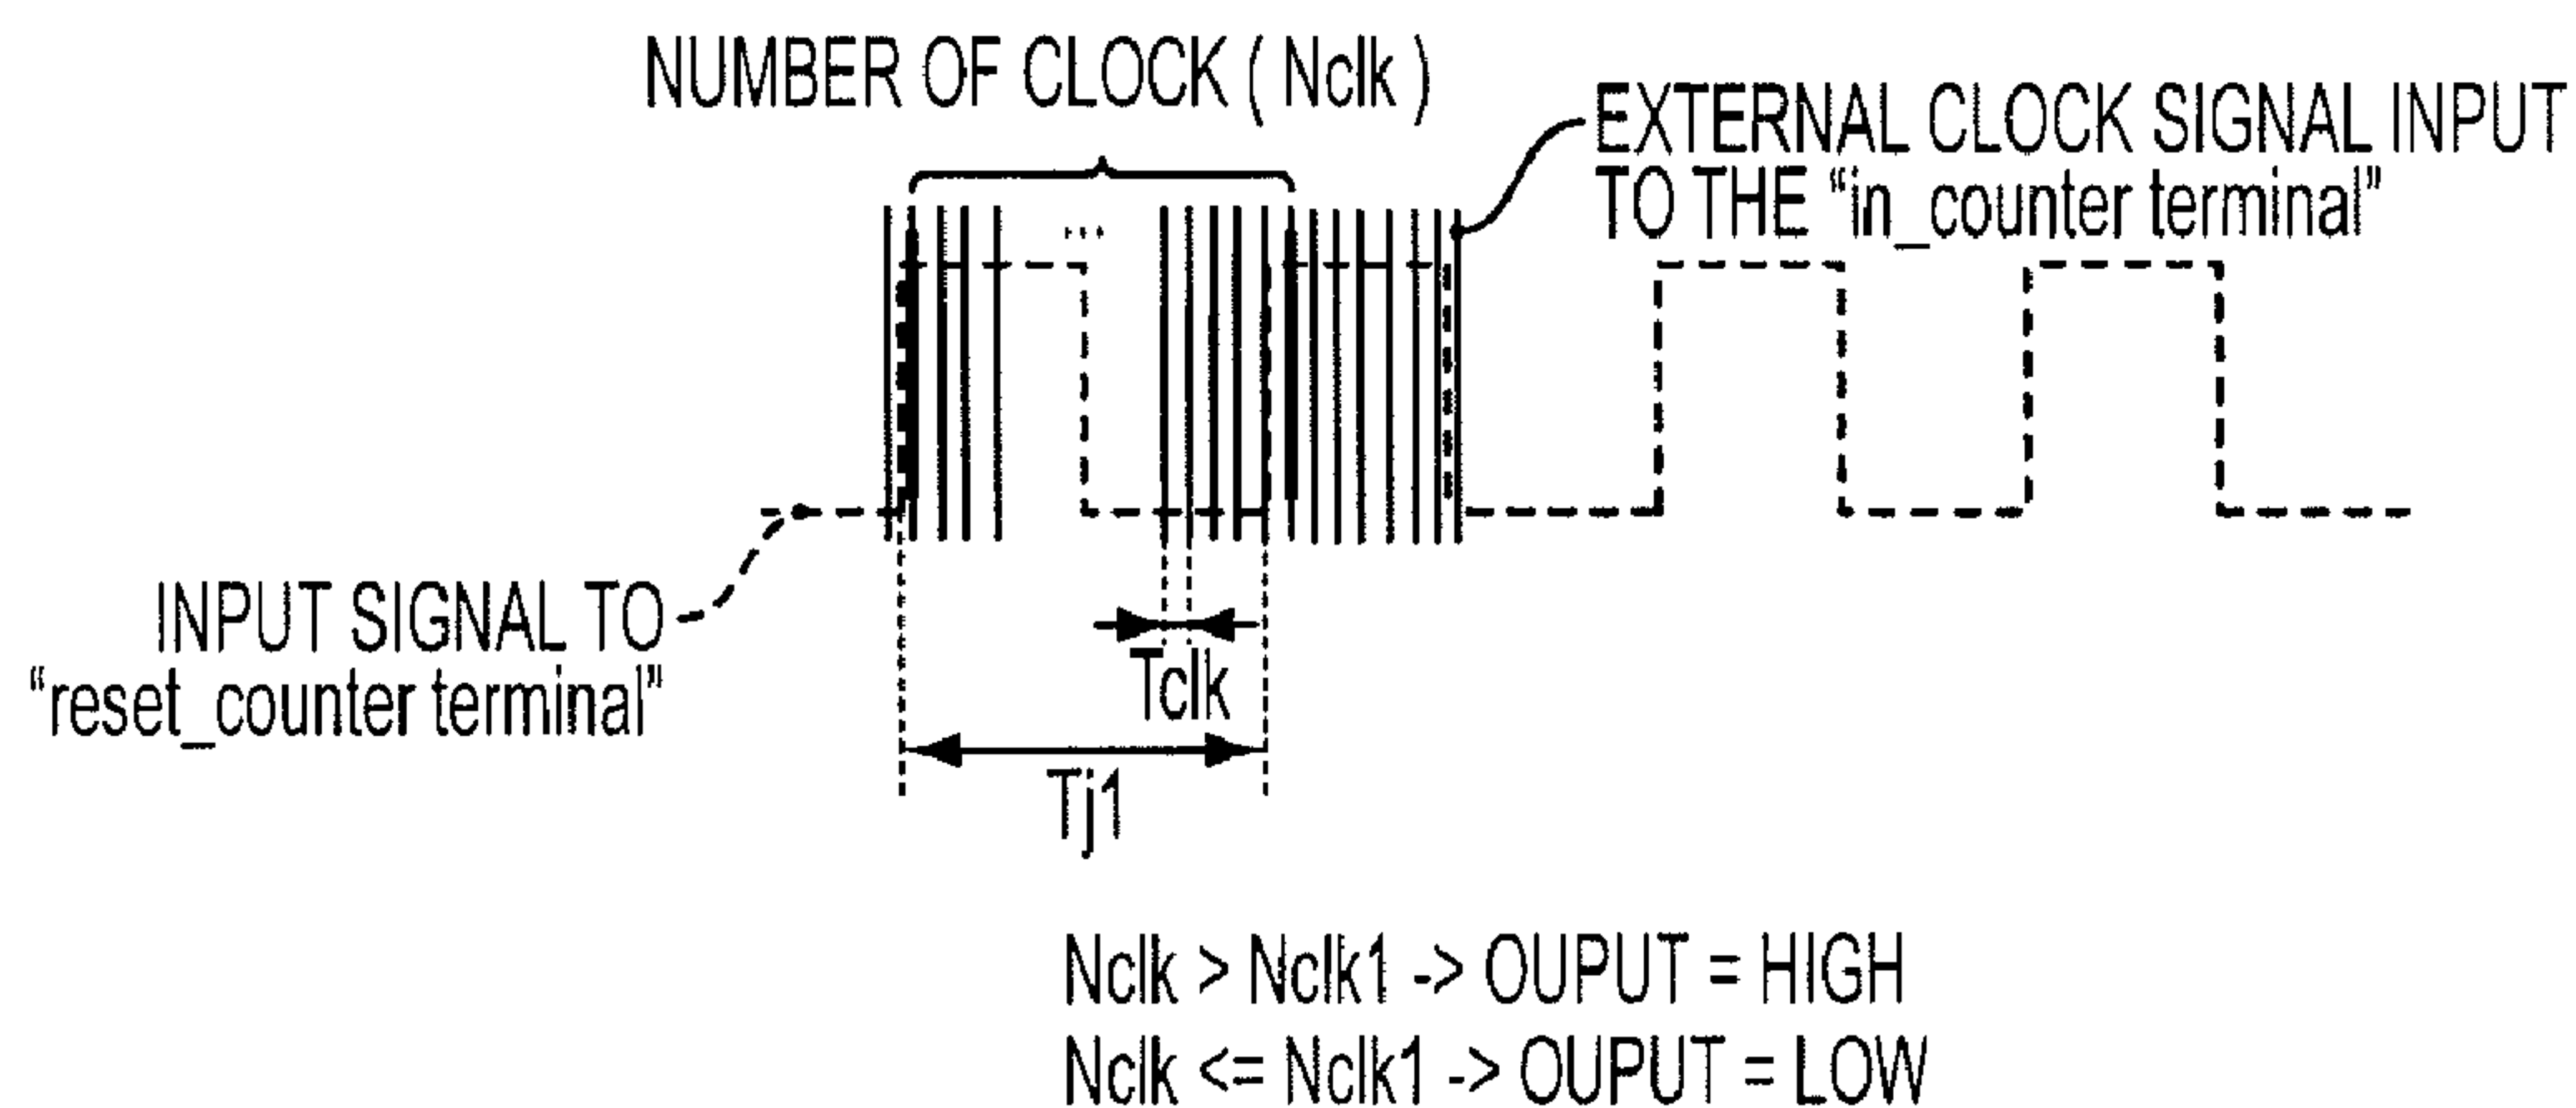 NUMBER OF CLOCK ( Nclk )
EXTERNAL CLOCK SIGNAL INPUT
TO THE “in_counter terminal”
...
INPUT SIGNAL TO
“reset_counter terminal”
Tclk
Tj1
Nclk > Nclk1 -> OUPUT = HIGH
Nclk <= Nclk1 -> OUPUT = LOW